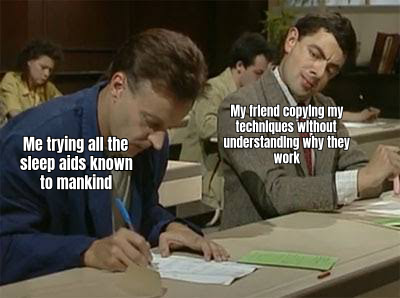 Me trying all the
sleep aids known
to mankind
My friend copying my
techniques without
understanding why they
work